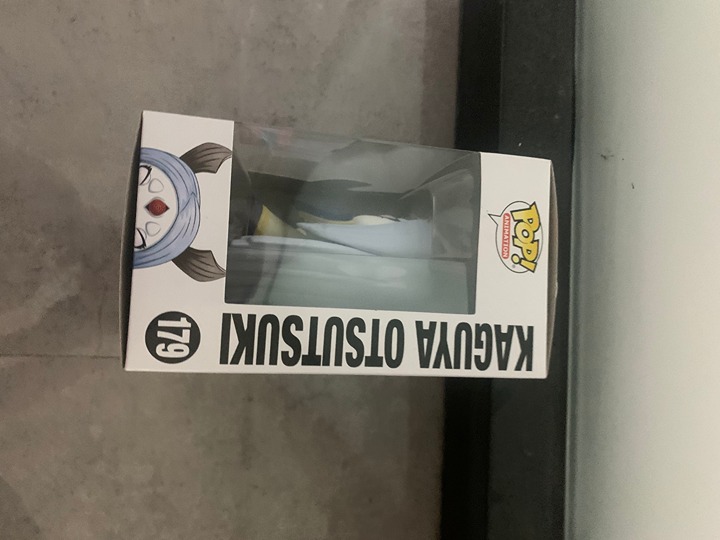 POP!
ANIMATION
KAGUYA OTSUTSUKI
179